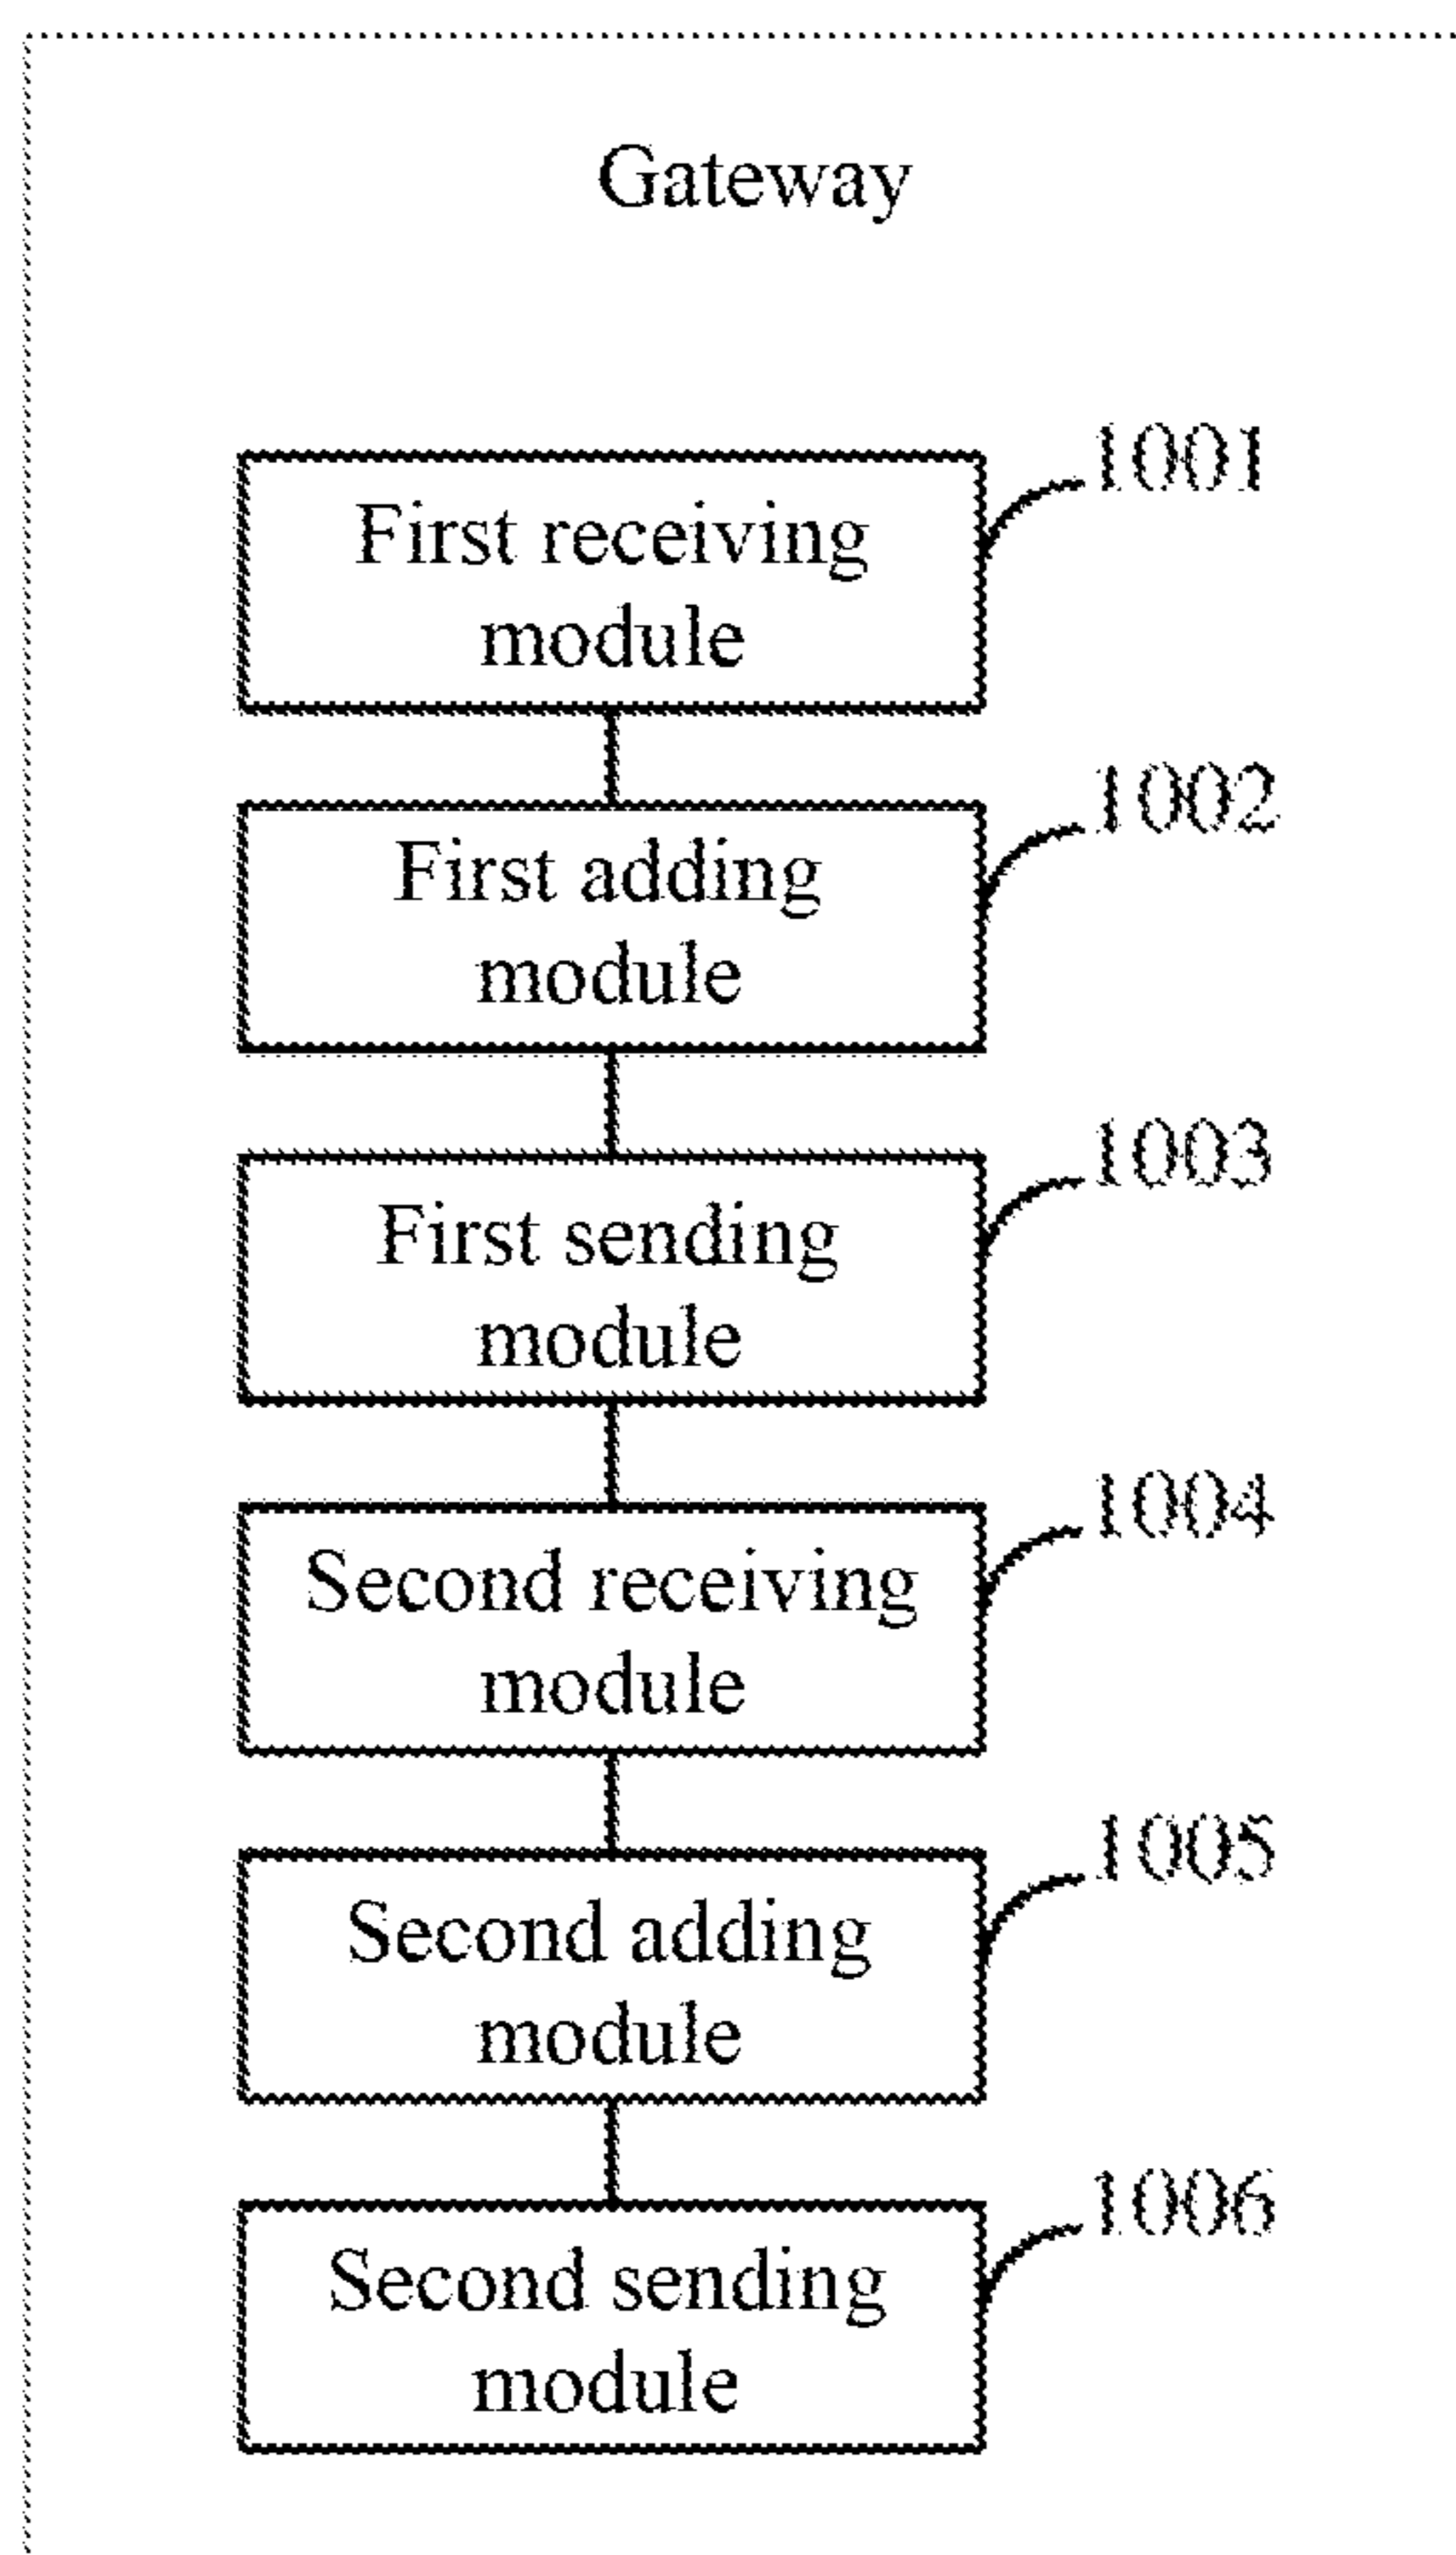 Gateway
1001
First receiving
module
1002
First adding
module
1003
First sending
module
1004
Second receiving
module
1005
Second adding
module
1006
Second sending
module